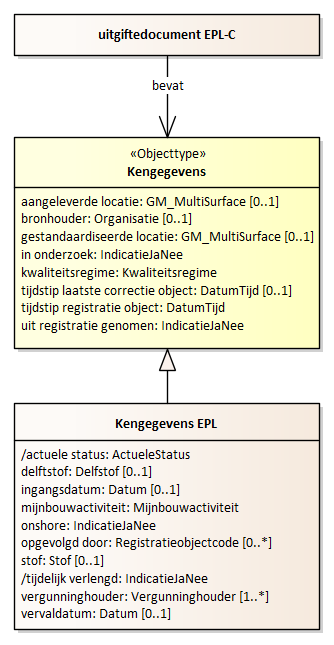 uitgiftedocument EPL-C
bevat
«Objecttype»
Kengegevens
aangeleverde locatie: GM_MultiSurface [0..1]
bronhouder: Organisatie [0..1]
gestandaardiseerde locatie: GM_MultiSurface [0..1]
in onderzoek: IndicatieJaNee
kwaliteitsregime: Kwaliteitsregime
tijdstip laatste correctie object: DatumTijd [0..1]
tijdstip registratie object: DatumTijd
uit registratie genomen: IndicatieJaNee
Kengegevens EPL
/actuele status: ActueleStatus
delftstof: Delfstof [0..1]
ingangsdatum: Datum [0..1]
mijnbouwactiviteit: Mijnbouwactiviteit
onshore: IndicatieJaNee
opgevolgd door: Registratieobjectcode [0..*]
stof: Stof [0..1]
/tijdelijk verlengd: IndicatieJaNee
vergunninghouder: Vergunninghouder [1..*]
vervaldatum: Datum [0..1]